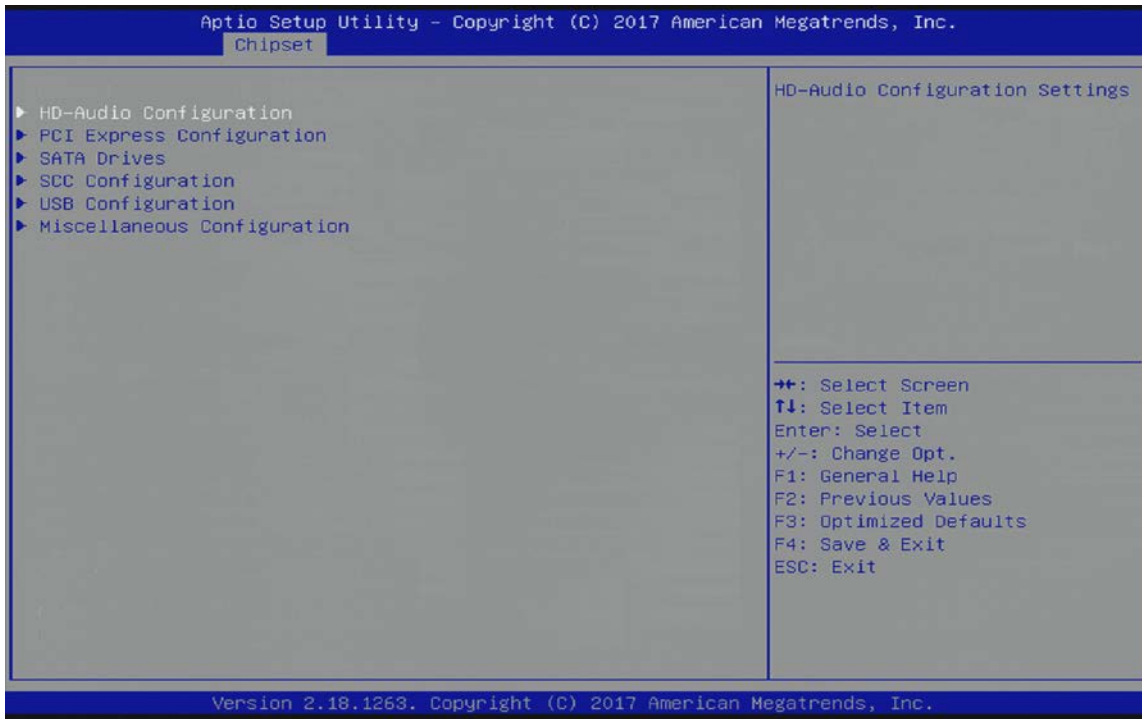 Aptio Setup Utility – Copyright (C) 2017 American Megatrends, Inc.
Chipset
▶ HD-Audio Configuration
▶ PCI Express Configuration
▶ SATA Drives
▶ SCC Configuration
▶ USB Configuration
▶ Miscellaneous Configuration
HD-Audio Configuration Settings
→←: Select Screen
↑↓: Select Item
Enter: Select
+/-: Change Opt.
F1: General Help
F2: Previous Values
F3: Optimized Defaults
F4: Save & Exit
ESC: Exit
Version 2.18.1263. Copyright (C) 2017 American Megatrends, Inc.